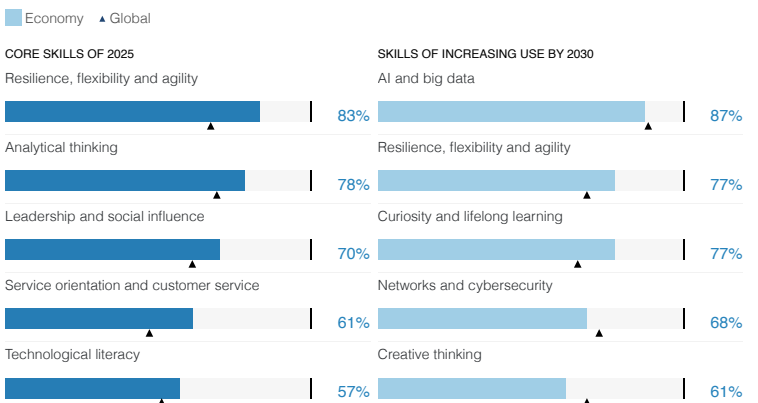 Economy ▲ Global
CORE SKILLS OF 2025
Resilience, flexibility and agility
83%
Analytical thinking
78%
Leadership and social influence
70%
Service orientation and customer service
61%
Technological literacy
57%
SKILLS OF INCREASING USE BY 2030
AI and big data
87%
Resilience, flexibility and agility
77%
Curiosity and lifelong learning
77%
Networks and cybersecurity
68%
Creative thinking
61%